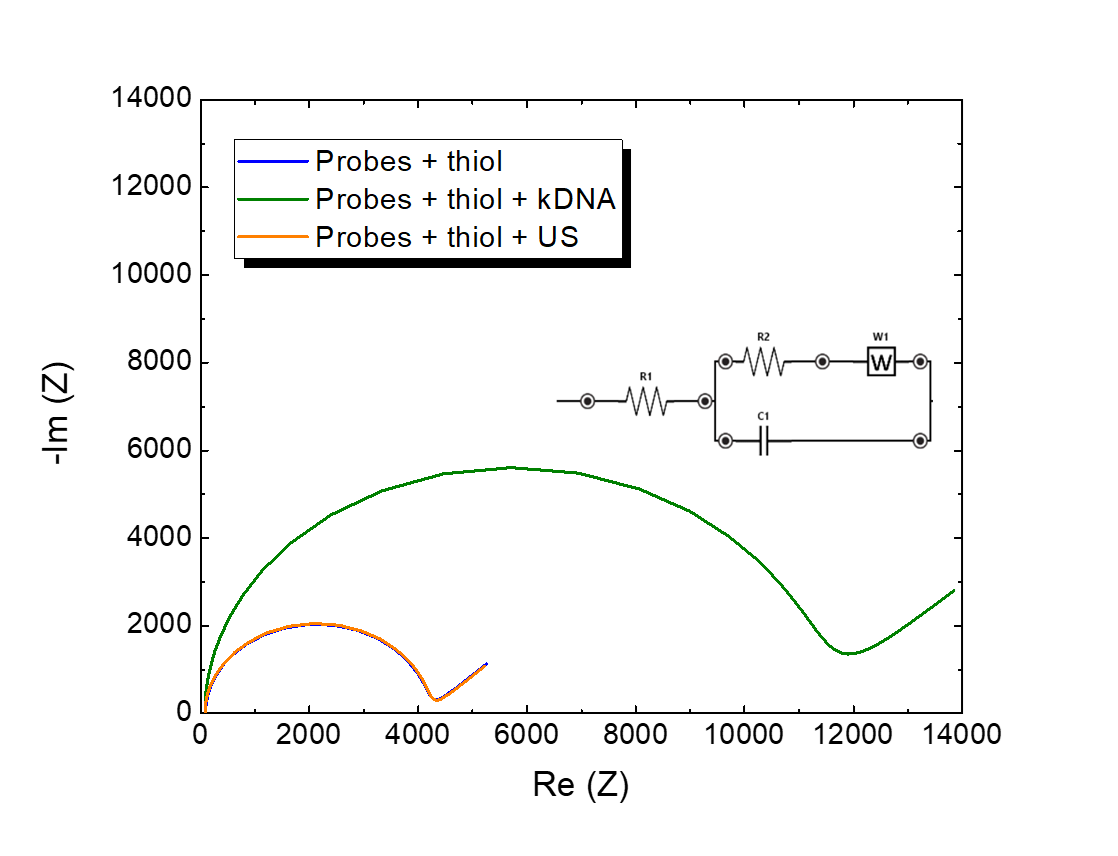 14000
12000
10000
8000
6000
4000
2000
0
-Im (Z)
Probes + thiol
Probes + thiol + kDNA
Probes + thiol + US
R1
R2
W1
W
C1
0 2000 4000 6000 8000 10000 12000 14000
Re (Z)